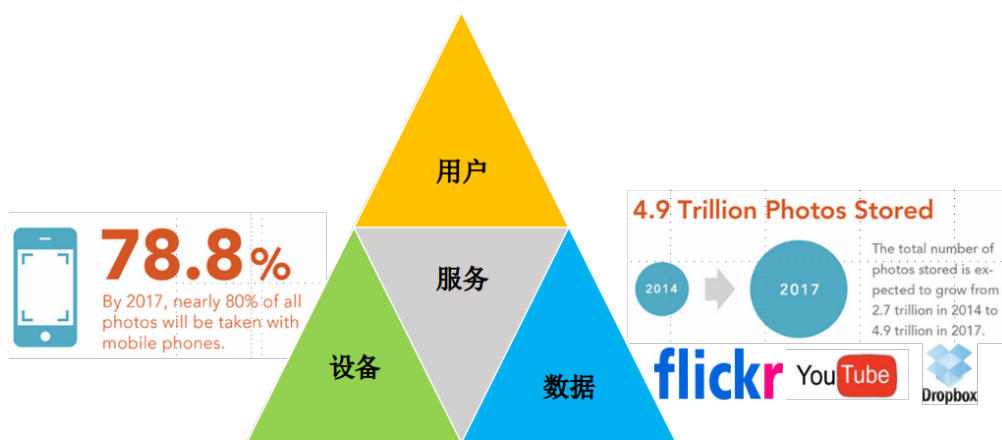 用户
服务
设备
数据
78.8%
By 2017, nearly 80% of all
photos will be taken with
mobile phones.
4.9 Trillion Photos Stored
2014
2017
The total number of
photos stored is ex-
pected to grow from
2.7 trillion in 2014 to
4.9 trillion in 2017.
flickr
YouTube
Dropbox